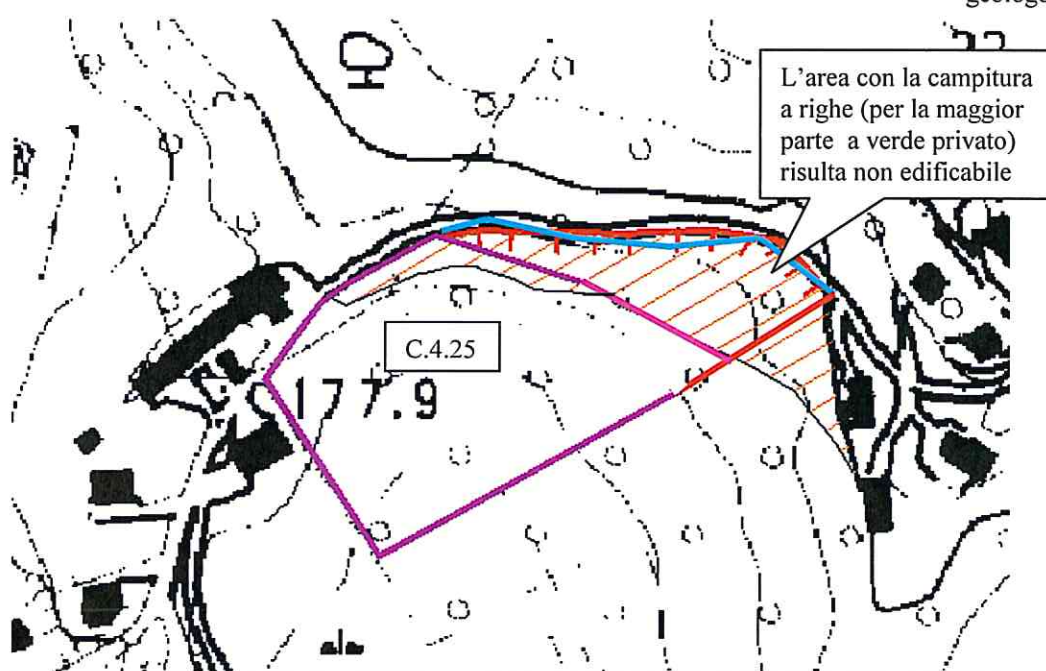 L'area con la campitura
a righe (per la maggior
parte a verde privato)
risulta non edificabile
C.4.25
177.9